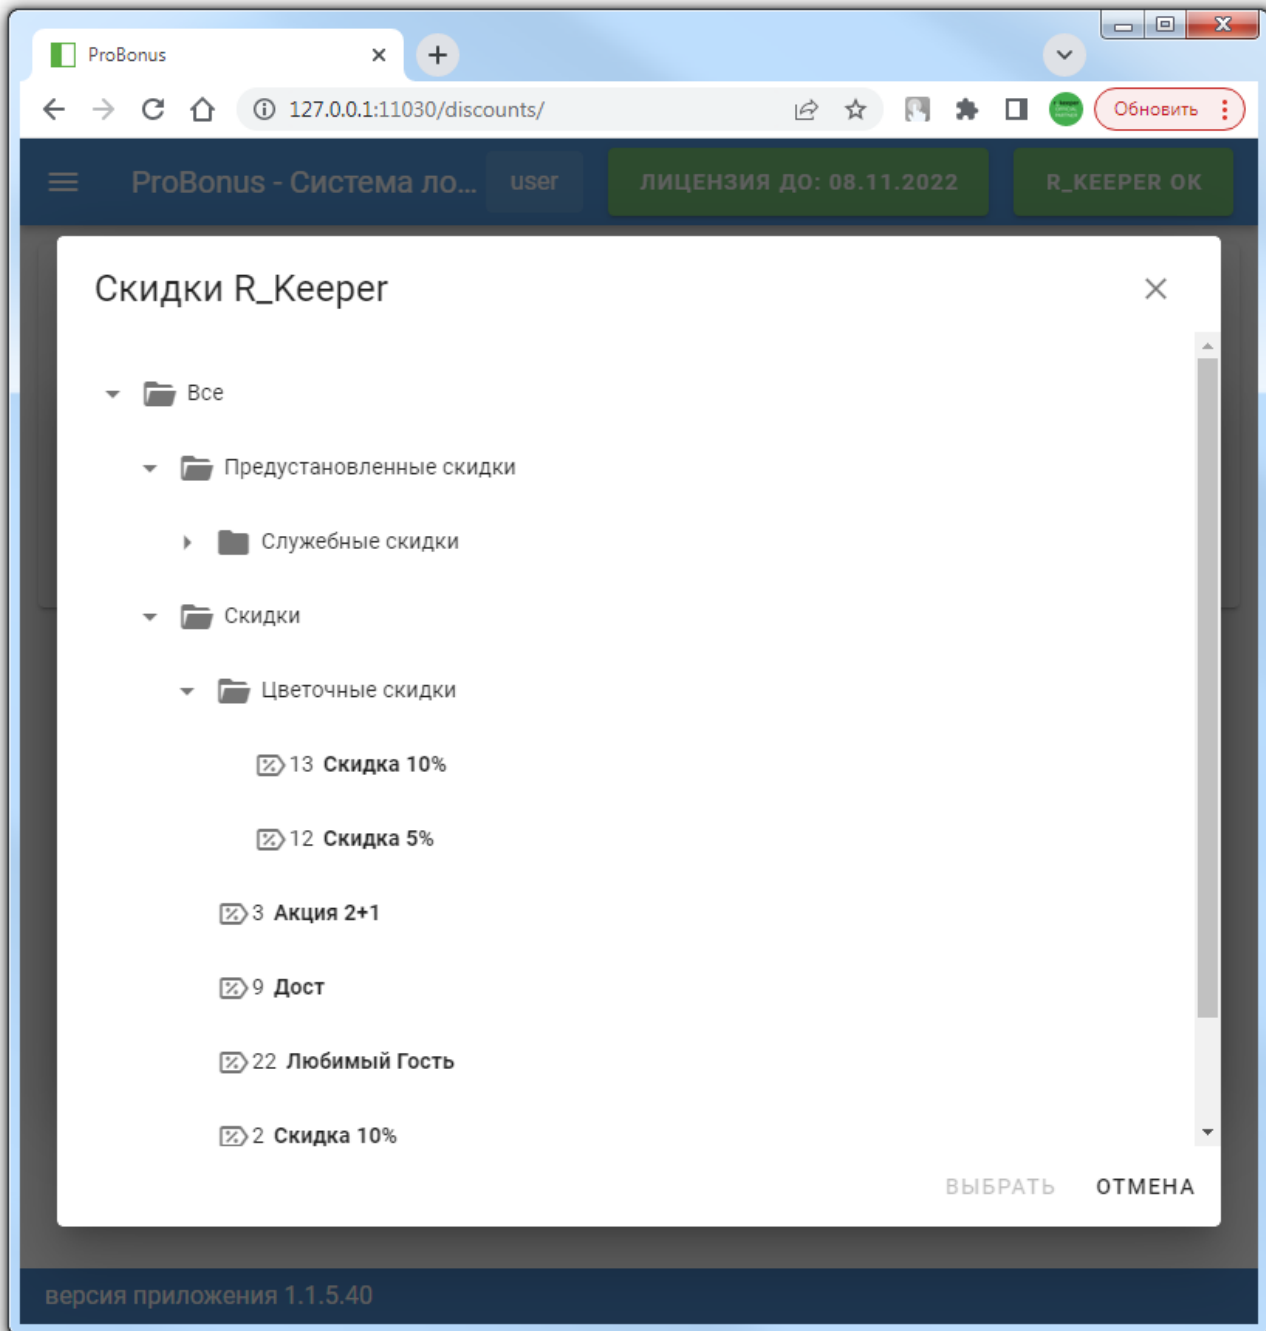 ProBonus
127.0.0.1:11030/discounts/
Обновить
ProBonus - Система ло...
user
ЛИЦЕНЗИЯ ДО: 08.11.2022
R_KEEPER OK
Скидки R_Keeper
Все
Предустановленные скидки
Служебные скидки
Скидки
Цветочные скидки
13 Скидка 10%
12 Скидка 5%
3 Акция 2+1
9 Дост
22 Любимый Гость
2 Скидка 10%
ВЫБРАТЬ
ОТМЕНА
версия приложения 1.1.5.40